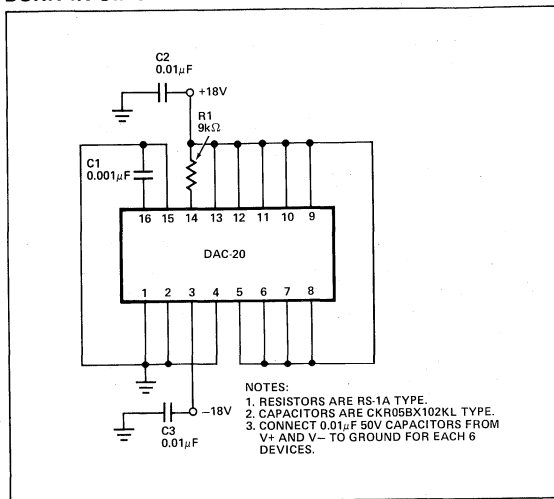 C2
0.01µF
+18V
R1
9kΩ
C1
0.001µF
16 15 14 13 12 11 10 9
DAC-20
1 2 3 4 5 6 7 8
−18V
C3
0.01µF
NOTES:
1. RESISTORS ARE RS-1A TYPE.
2. CAPACITORS ARE CKR05BX102KL TYPE.
3. CONNECT 0.01µF 50V CAPACITORS FROM
V+ AND V− TO GROUND FOR EACH 6
DEVICES.